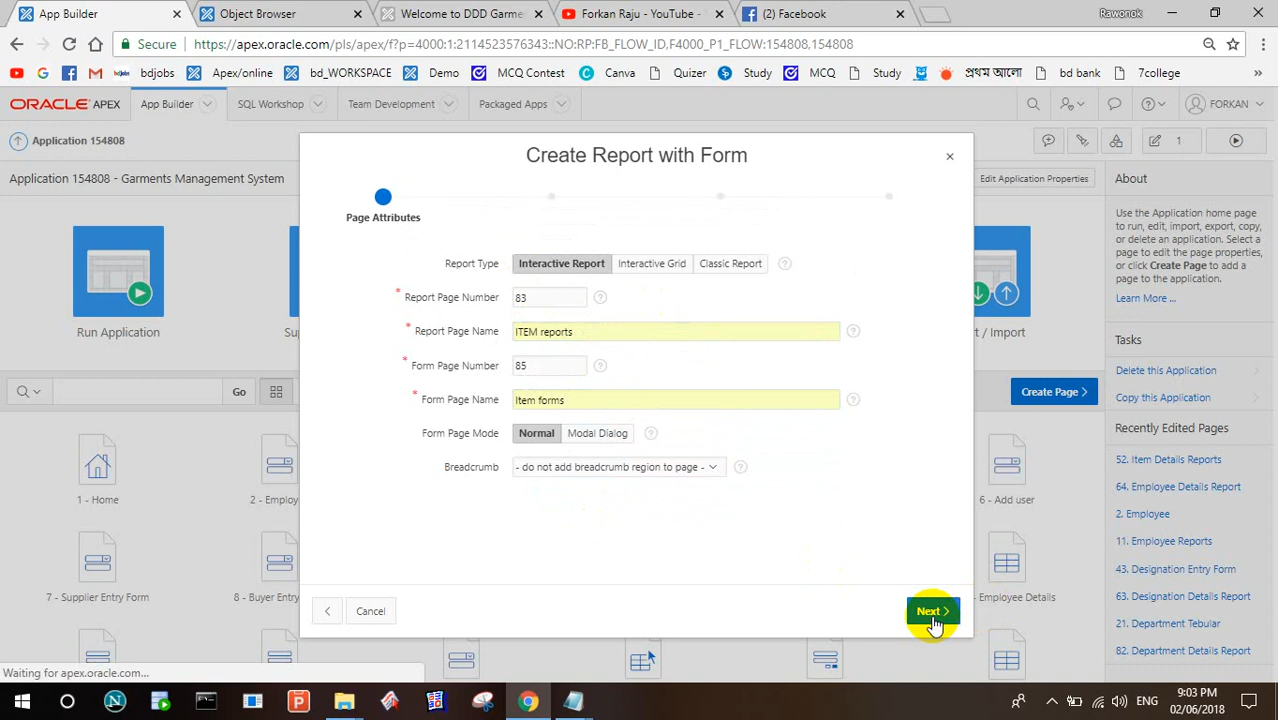 App Builder
Object Browser
Welcome to DDD Garme
Forkan Raju - YouTube -
(2) Facebook
Rawonok
Secure
https://apex.oracle.com/pls/apex/f?p=4000:1:2114523576343::NO:RP:FB_FLOW_ID,F4000_P1_FLOW:154808,154808
bdjobs
Apex/online
bd_WORKSPACE
Demo
MCQ Contest
Canva
Quizer
Study
MCQ
Study
প্রথম আলো
bd bank
7college
ORACLE APEX
App Builder
SQL Workshop
Team Development
Packaged Apps
FORKAN
Application 154808
1
Application 154808 - Garments Management System
Edit Application Properties
About
Use the Application home page
to run, edit, import, export, copy,
or delete an application. Select
a page to edit the page properties,
or click Create Page to add a
page to the application.
Learn More ...
Run Application
Su
t / Import
Create Report with Form
Page Attributes
Report Type
Interactive Report
Interactive Grid
Classic Report
* Report Page Number
83
* Report Page Name
ITEM reports
* Form Page Number
85
* Form Page Name
Item forms
Form Page Mode
Normal
Modal Dialog
Breadcrumb
- do not add breadcrumb region to page -
Cancel
Next
Go
Create Page
Tasks
Delete this Application
Copy this Application
Recently Edited Pages
52. Item Details Reports
64. Employee Details Report
2. Employee
11. Employee Reports
43. Designation Entry Form
63. Designation Details Report
21. Department Tebular
82. Department Details Report
1 - Home
2 - Employ
6 - Add user
7 - Supplier Entry Form
8 - Buyer Entry
- Employee Details
Waiting for apex.oracle.com...
ENG
9:03 PM
02/06/2018